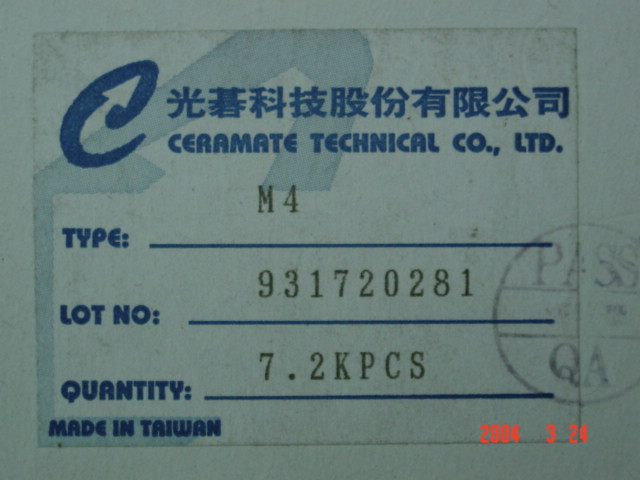 光碁科技股份有限公司
CERAMATE TECHNICAL CO., LTD.
M4
TYPE:
931720281
LOT NO:
7.2KPCS
QUANTITY:
MADE IN TAIWAN
PASS
QA
2004 3 24